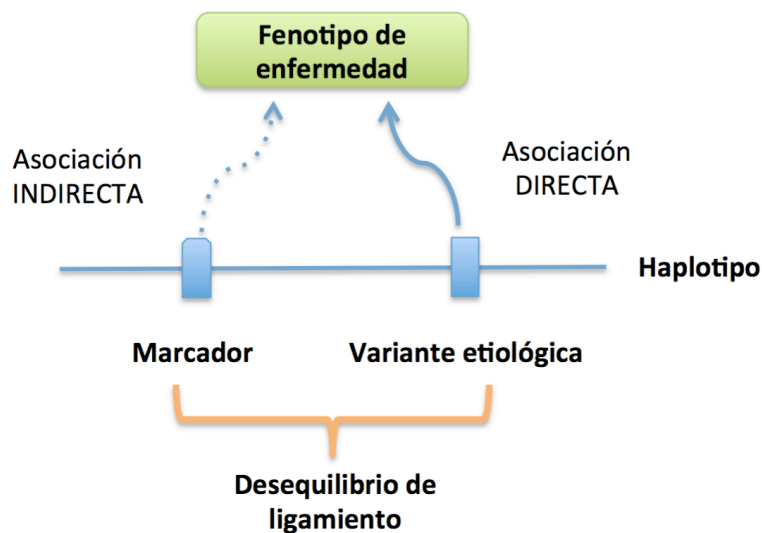 Fenotipo de
enfermedad
Asociación
INDIRECTA
Asociación
DIRECTA
Haplotipo
Marcador
Variante etiológica
Desequilibrio de
ligamiento